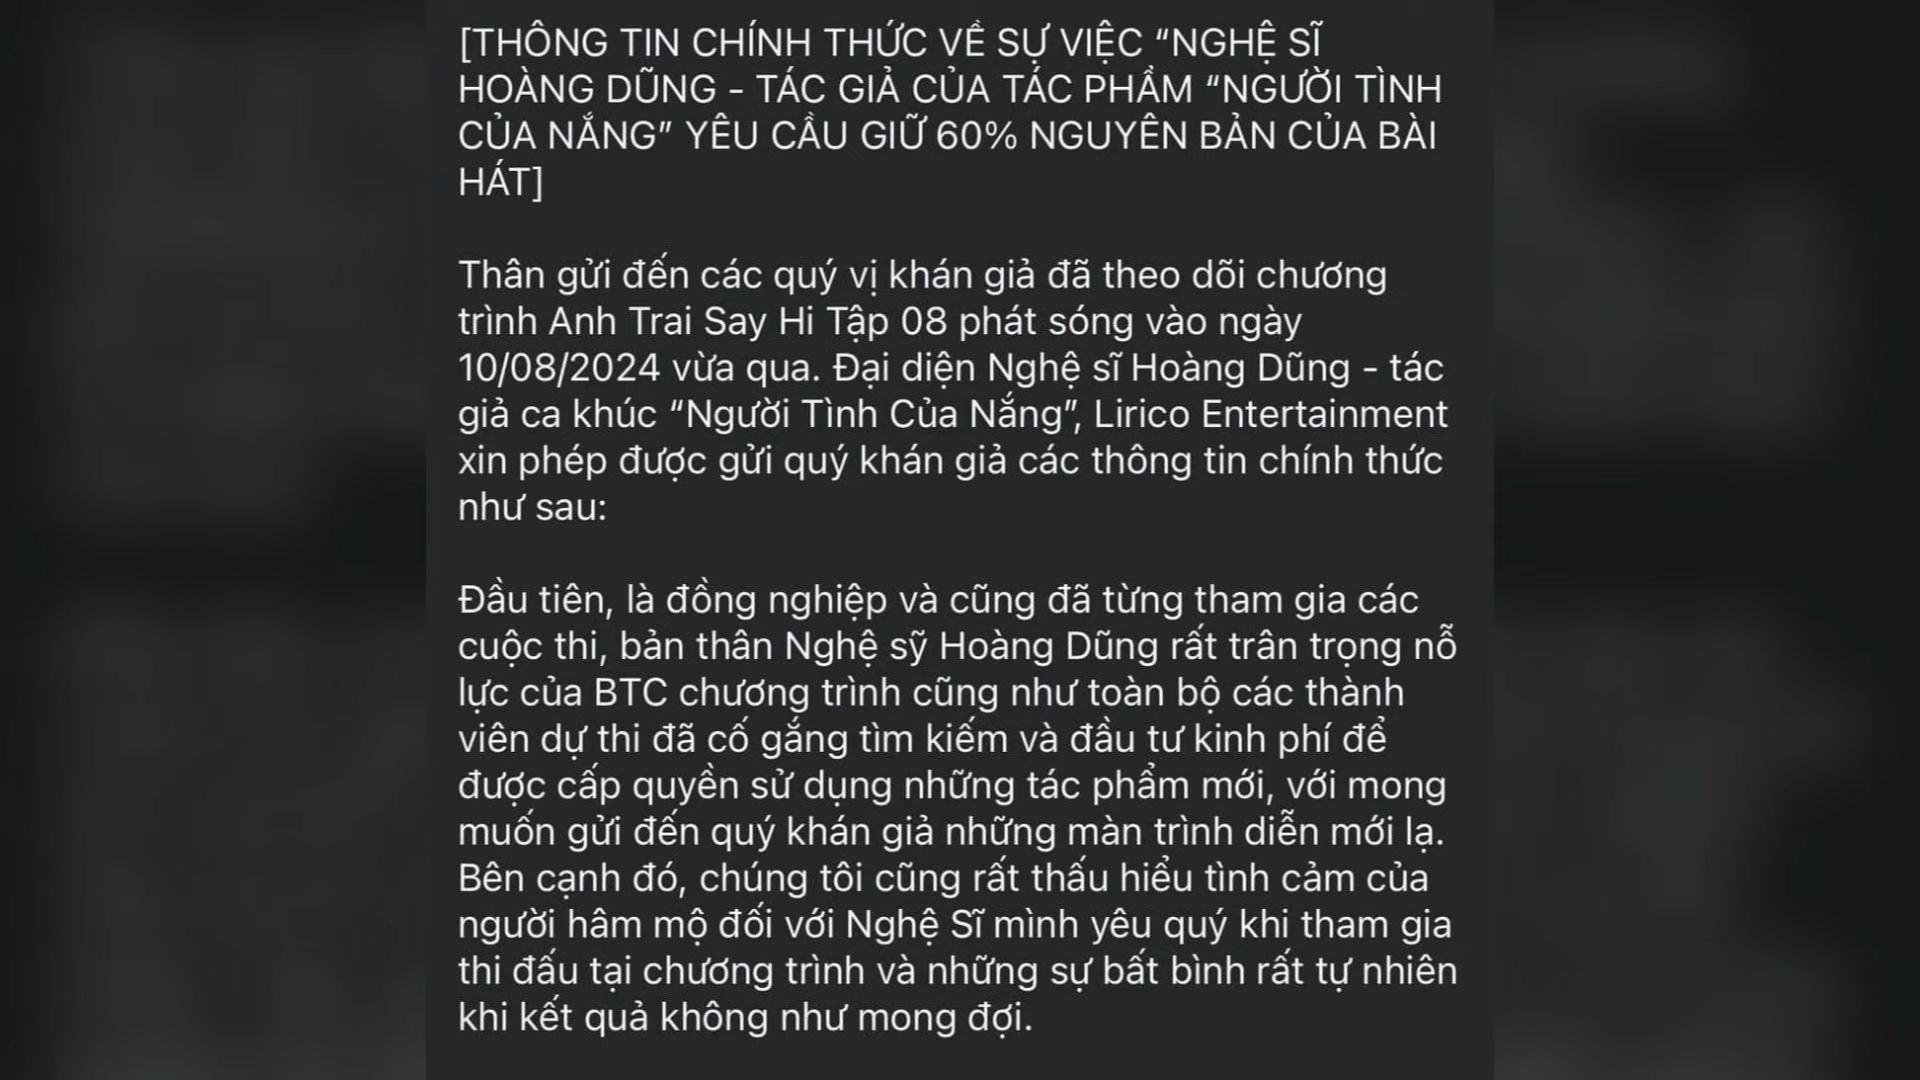 [THÔNG TIN CHÍNH THỨC VỀ SỰ VIỆC “NGHỆ SĨ
HOÀNG DŨNG - TÁC GIẢ CỦA TÁC PHẨM “NGƯỜI TÌNH
CỦA NẮNG” YÊU CẦU GIỮ 60% NGUYÊN BẢN CỦA BÀI
HÁT]
Thân gửi đến các quý vị khán giả đã theo dõi chương
trình Anh Trai Say Hi Tập 08 phát sóng vào ngày
10/08/2024 vừa qua. Đại diện Nghệ sĩ Hoàng Dũng - tác
giả ca khúc “Người Tình Của Nắng”, Lirico Entertainment
xin phép được gửi quý khán giả các thông tin chính thức
như sau:
Đầu tiên, là đồng nghiệp và cũng đã từng tham gia các
cuộc thi, bản thân Nghệ sỹ Hoàng Dũng rất trân trọng nỗ
lực của BTC chương trình cũng như toàn bộ các thành
viên dự thi đã cố gắng tìm kiếm và đầu tư kinh phí để
được cấp quyền sử dụng những tác phẩm mới, với mong
muốn gửi đến quý khán giả những màn trình diễn mới lạ.
Bên cạnh đó, chúng tôi cũng rất thấu hiểu tình cảm của
người hâm mộ đối với Nghệ Sĩ mình yêu quý khi tham gia
thi đấu tại chương trình và những sự bất bình rất tự nhiên
khi kết quả không như mong đợi.